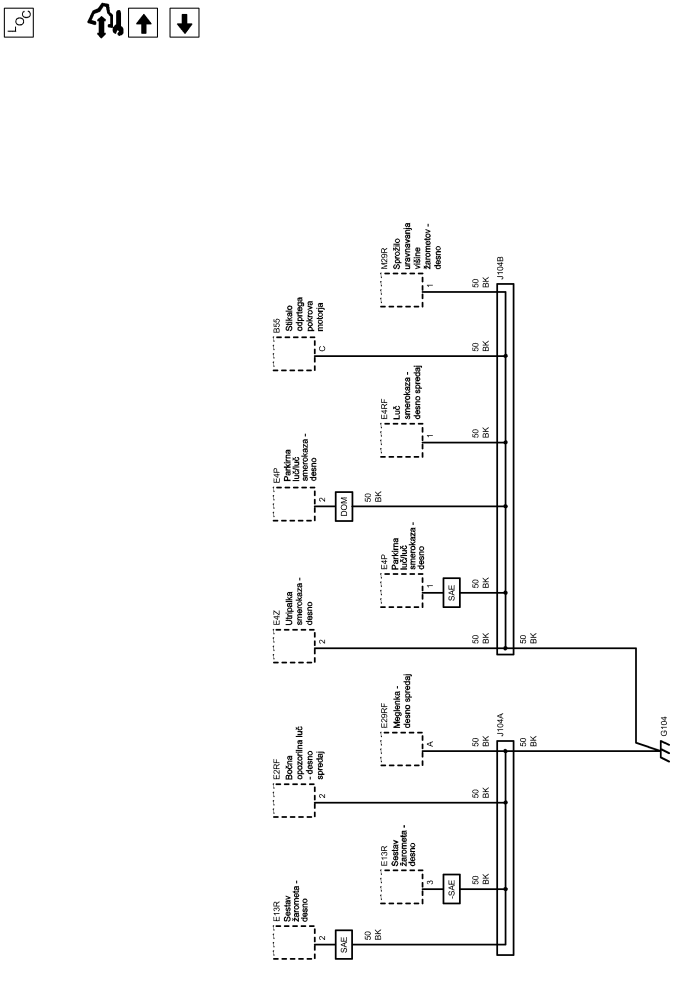 LOC
M29R
Sprožilo
uravnavanja
višine
žarometov -
desno
1
50
BK
J104B
B55
Stikalo
odprtega
pokrova
motorja
C
50
BK
E4RF
Luč
smerokaza -
desno spredaj
1
50
BK
E4P
Parkirna
luč/luč
smerokaza -
desno
2
DOM
50
BK
E4P
Parkirna
luč/luč
smerokaza -
desno
1
SAE
50
BK
E4Z
Utripalka
smerokaza -
desno
2
50
BK
50
BK
E29RF
Meglenka -
desno spredaj
A
50
BK
J104A
50
BK
G104
E2RF
Bočna
opozorilna luč
- desno
spredaj
2
50
BK
E13R
Sestav
žarometa -
desno
3
-SAE
50
BK
E13R
Sestav
žarometa -
desno
2
SAE
50
BK